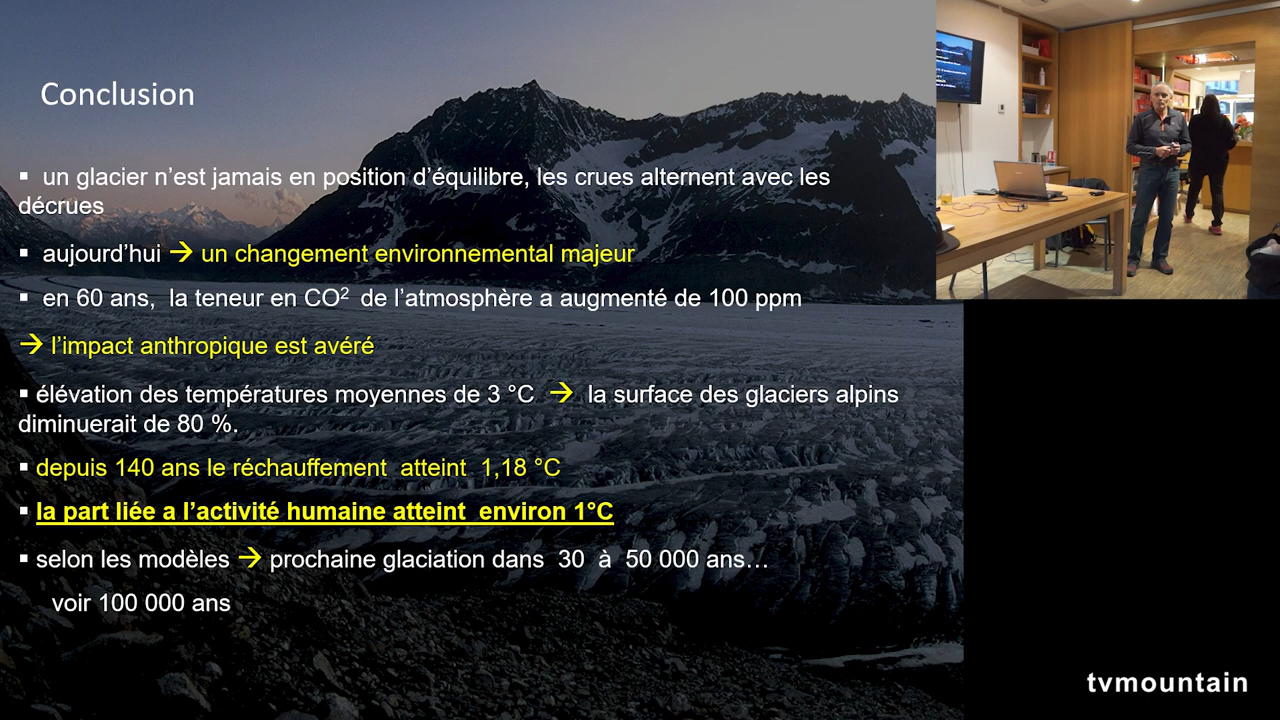 Conclusion
▪ un glacier n’est jamais en position d’équilibre, les crues alternent avec les
décrues
▪ aujourd’hui → un changement environnemental majeur
▪ en 60 ans, la teneur en CO² de l’atmosphère a augmenté de 100 ppm
→ l’impact anthropique est avéré
▪ élévation des températures moyennes de 3 °C → la surface des glaciers alpins
diminuerait de 80 %.
▪ depuis 140 ans le réchauffement atteint 1,18 °C
▪ la part liée a l’activité humaine atteint environ 1°C
▪ selon les modèles → prochaine glaciation dans 30 à 50 000 ans…
voir 100 000 ans
tvmountain